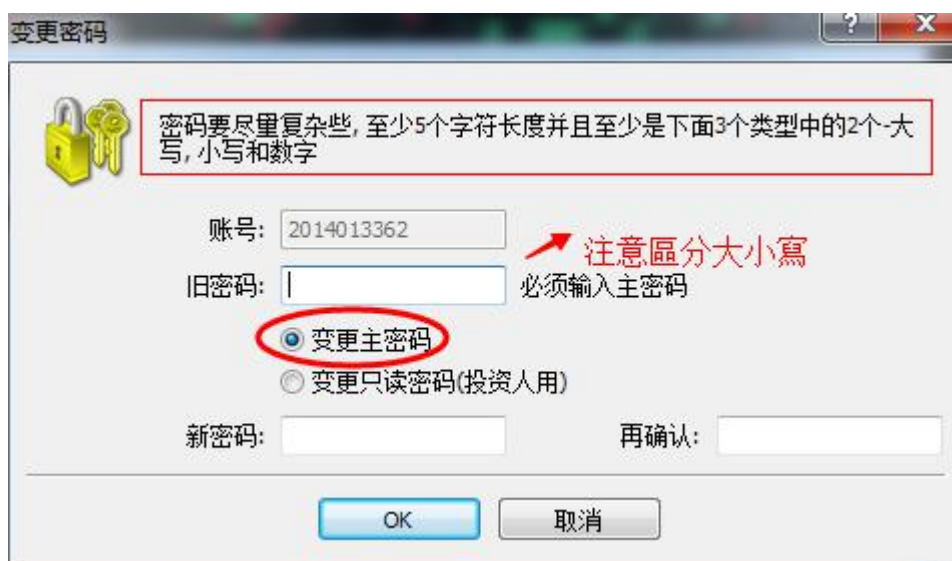 变更密码
密码要尽量复杂些, 至少5个字符长度并且至少是下面3个类型中的2个-大
写, 小写和数字
账号: 2014013362
注意區分大小寫
旧密码: 必须输入主密码
变更主密码
变更只读密码(投资人用)
新密码: 再确认:
OK 取消